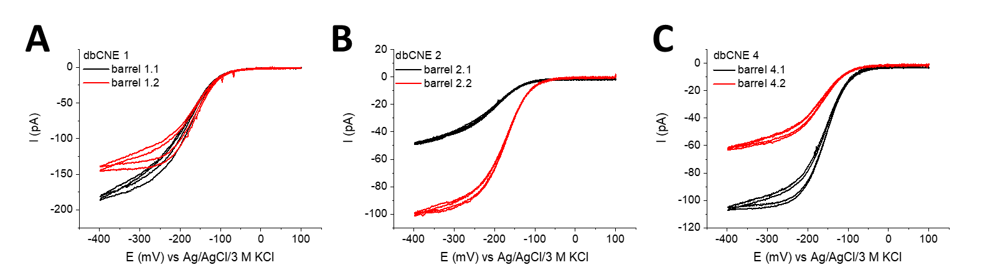 A
dbCNE 1
barrel 1.1
barrel 1.2
0
-50
-100
-150
-200
I (pA)
-400 -300 -200 -100 0 100
E (mV) vs Ag/AgCl/3 M KCl
B
dbCNE 2
barrel 2.1
barrel 2.2
20
0
-20
-40
-60
-80
-100
I (pA)
-400 -300 -200 -100 0 100
E (mV) vs Ag/AgCl/3 M KCl
C
dbCNE 4
barrel 4.1
barrel 4.2
0
-20
-40
-60
-80
-100
-120
I (pA)
-400 -300 -200 -100 0 100
E (mV) vs Ag/AgCl/3 M KCl